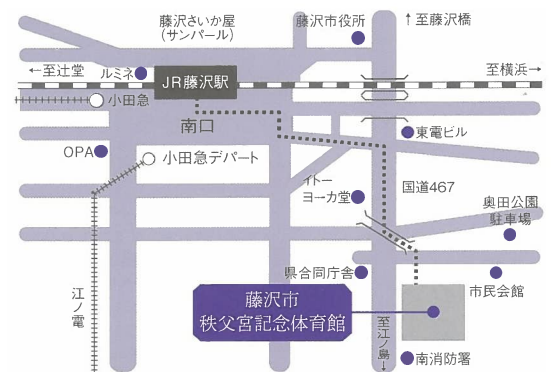 藤沢さいか屋
(サンパール)
藤沢市役所
↑至藤沢橋
←至辻堂
ルミネ
JR藤沢駅
至横浜→
小田急
南口
東電ビル
OPA
小田急デパート
イトー
ヨーカ堂
国道467
奥田公園
駐車場
県合同庁舎
市民会館
江ノ電
藤沢市
秩父宮記念体育館
至江ノ島→
南消防署